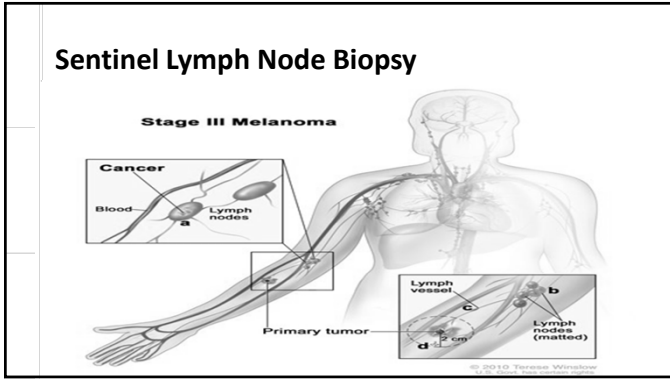 Sentinel Lymph Node Biopsy
Stage III Melanoma
Cancer
Blood
Lymph
nodes
a
Lymph
vessel
c
b
Lymph
nodes
(matted)
Primary tumor
2 cm
d
© 2010 Terese Winslow
U.S. Govt. has certain rights